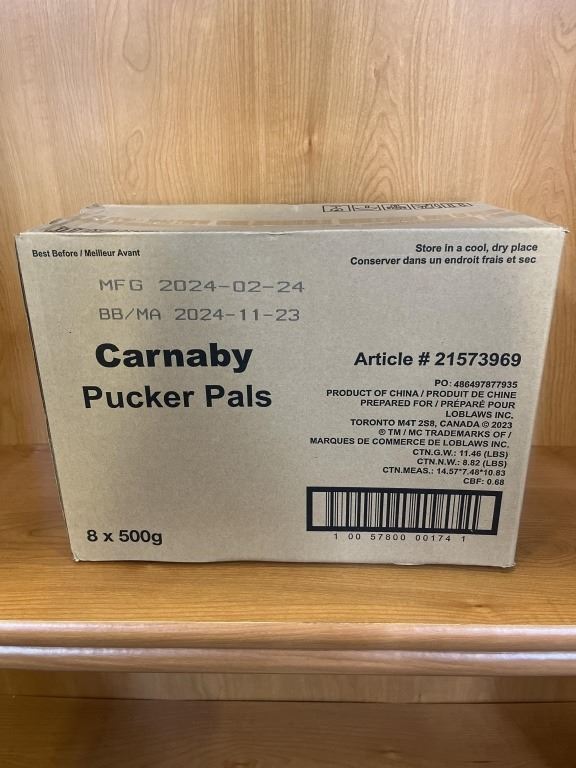 Best Before / Meilleur Avant
Store in a cool, dry place
Conserver dans un endroit frais et sec
MFG 2024-02-24
BB/MA 2024-11-23
Carnaby
Pucker Pals
Article # 21573969
PO: 486497877935
PRODUCT OF CHINA / PRODUIT DE CHINE
PREPARED FOR / PRÉPARÉ POUR
LOBLAWS INC.
TORONTO M4T 2S8, CANADA © 2023
® TM / MC TRADEMARKS OF /
MARQUES DE COMMERCE DE LOBLAWS INC.
CTN.G.W.: 11.46 (LBS)
CTN.N.W.: 8.82 (LBS)
CTN.MEAS.: 14.57*7.48*10.83
CBF: 0.68
8 x 500g
1 00 57800 00174 1